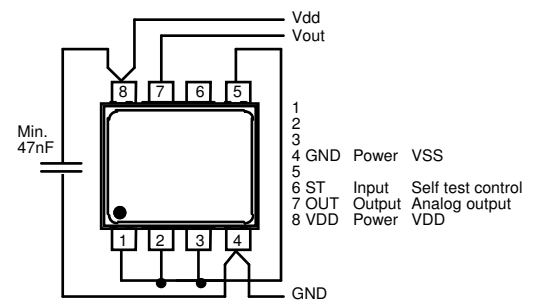 Vdd
Vout
8 7 6 5
Min.
47nF
1
2
3
4 GND Power VSS
5
6 ST Input Self test control
7 OUT Output Analog output
8 VDD Power VDD
1 2 3 4
GND